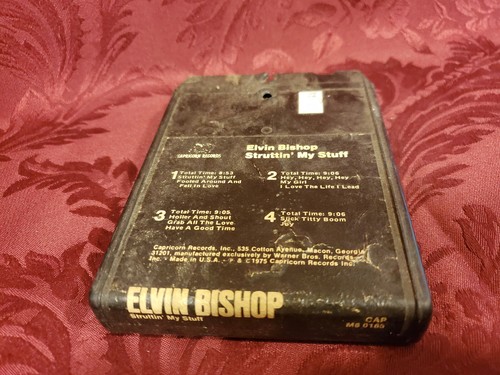 CAPRICORN RECORDS
Elvin Bishop
Struttin' My Stuff
1 Total Time: 8:53
Struttin' My Stuff
Fooled Around And
Fell In Love
2 Total Time: 9:06
Hey, Hey, Hey, Hey
My Girl
I Love The Life I Lead
3 Total Time: 9:05
Holler And Shout
Grab All The Love
Have A Good Time
4 Total Time: 9:06
Slick Titty Boom
Joy
Capricorn Records, Inc., 535 Cotton Avenue, Macon, Georgia
31201, manufactured exclusively by Warner Bros. Records
Inc. • Made in U.S.A. • ℗ & © 1975 Capricorn Records Inc.
ELVIN BISHOP
Struttin' My Stuff
CAP
M8 0165